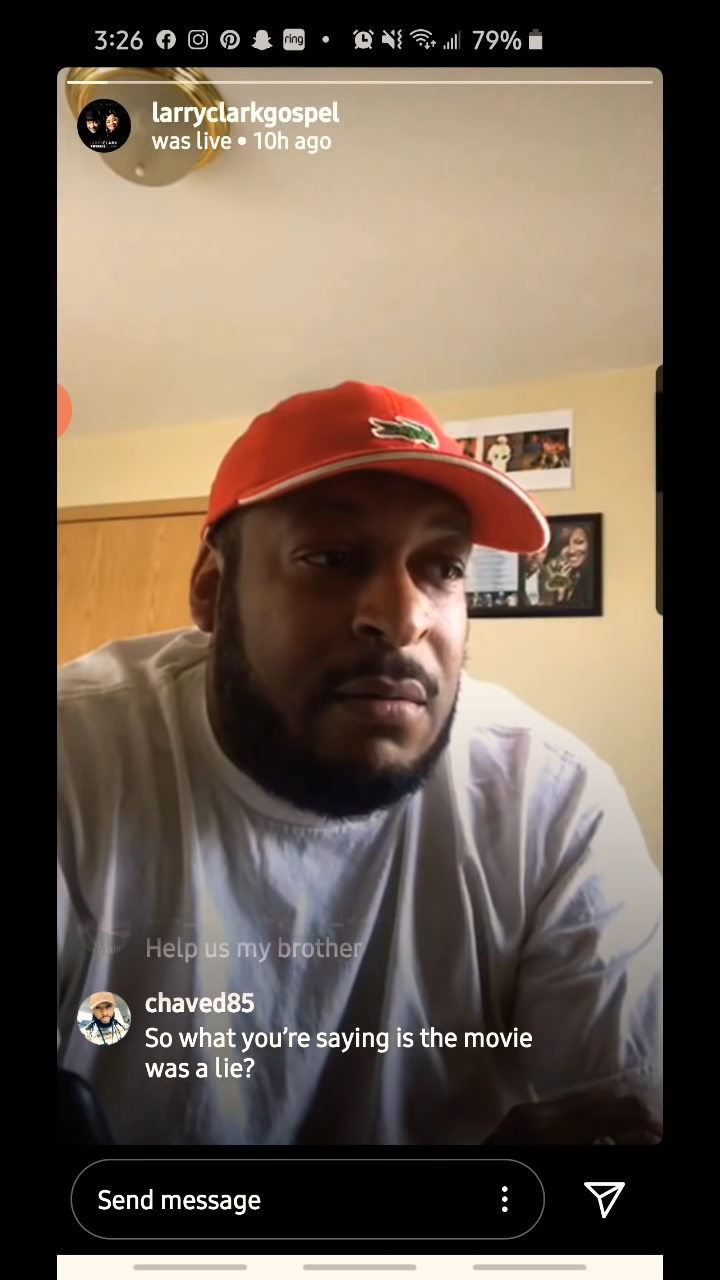 3:26 ring • 79%
larryclarkgospel
was live • 10h ago
Help us my brother
chaved85
So what you're saying is the movie
was a lie?
Send message